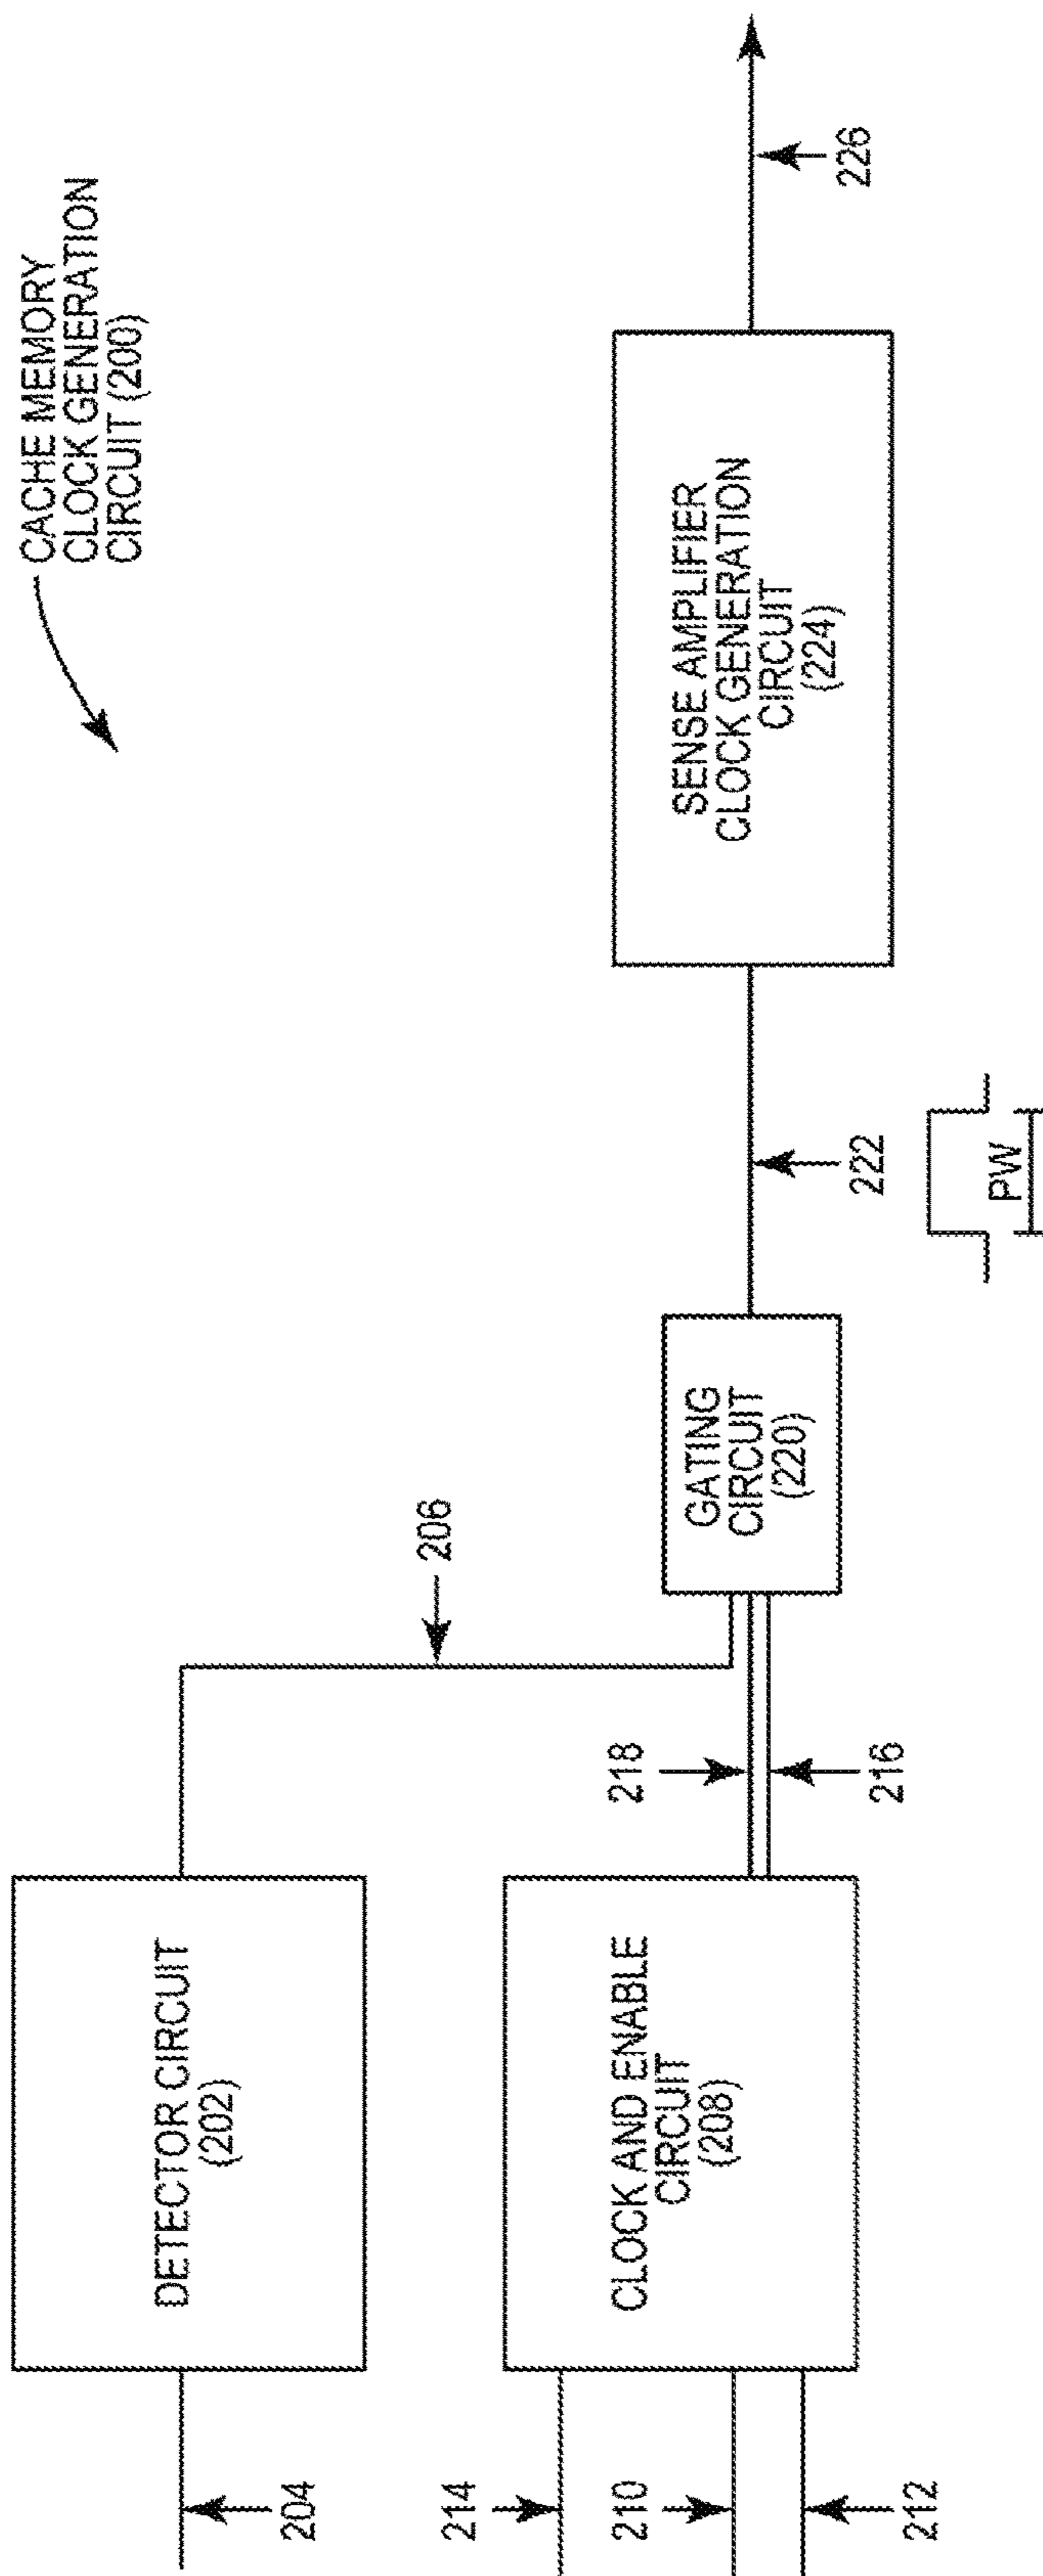 CACHE MEMORY
CLOCK GENERATION
CIRCUIT (200)
DETECTOR CIRCUIT
(202)
204
206
214
210
212
CLOCK AND ENABLE
CIRCUIT
(208)
218
216
GATING
CIRCUIT
(220)
222
PW
SENSE AMPLIFIER
CLOCK GENERATION
CIRCUIT
(224)
226